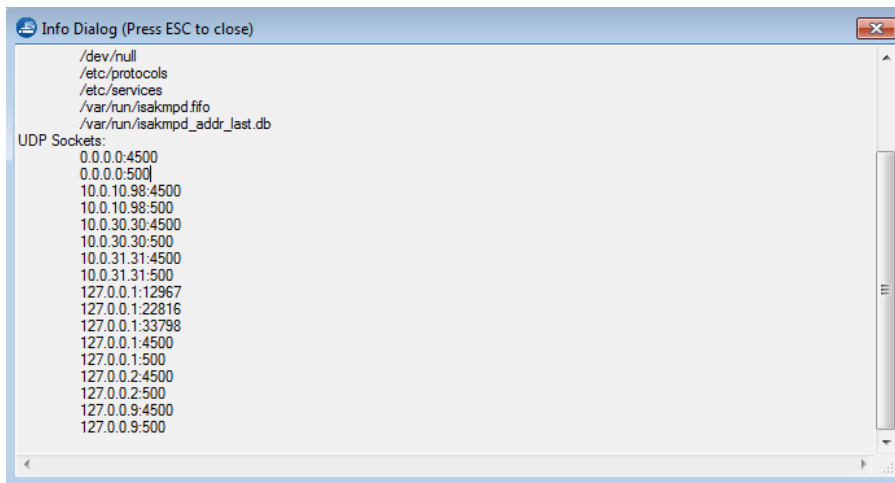 Info Dialog (Press ESC to close)
/dev/null
/etc/protocols
/etc/services
/var/run/isakmpd.fifo
/var/run/isakmpd_addr_last.db
UDP Sockets:
0.0.0.0:4500
0.0.0.0:500
10.0.10.98:4500
10.0.10.98:500
10.0.30.30:4500
10.0.30.30:500
10.0.31.31:4500
10.0.31.31:500
127.0.0.1:12967
127.0.0.1:22816
127.0.0.1:33798
127.0.0.1:4500
127.0.0.1:500
127.0.0.2:4500
127.0.0.2:500
127.0.0.9:4500
127.0.0.9:500